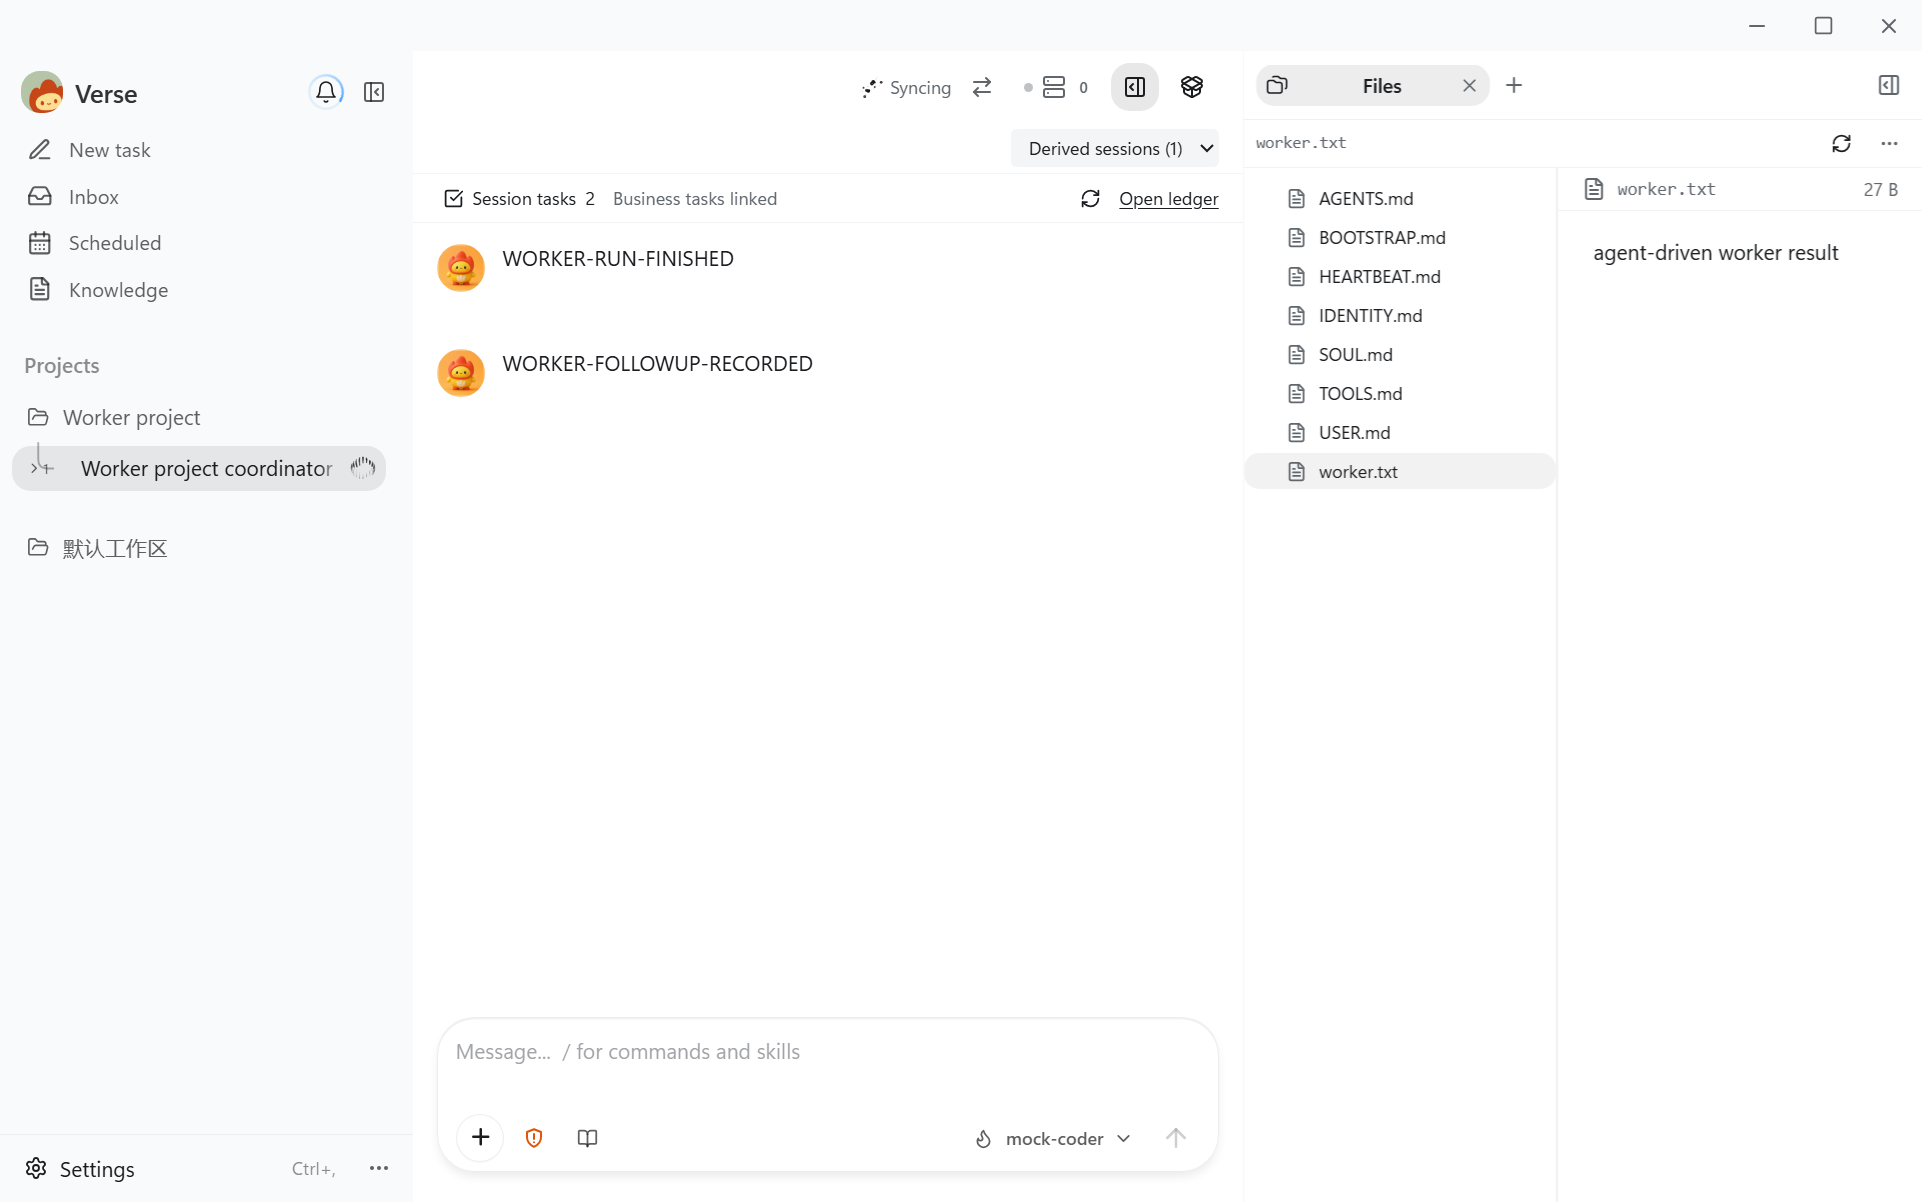 Verse
New task
Inbox
Scheduled
Knowledge
Projects
Worker project
1
Worker project coordinator
默认工作区
Settings
Ctrl+,
Syncing
0
Derived sessions (1)
Session tasks 2 Business tasks linked
Open ledger
WORKER-RUN-FINISHED
WORKER-FOLLOWUP-RECORDED
Message... / for commands and skills
mock-coder
Files
worker.txt
AGENTS.md
BOOTSTRAP.md
HEARTBEAT.md
IDENTITY.md
SOUL.md
TOOLS.md
USER.md
worker.txt
worker.txt 27 B
agent-driven worker result